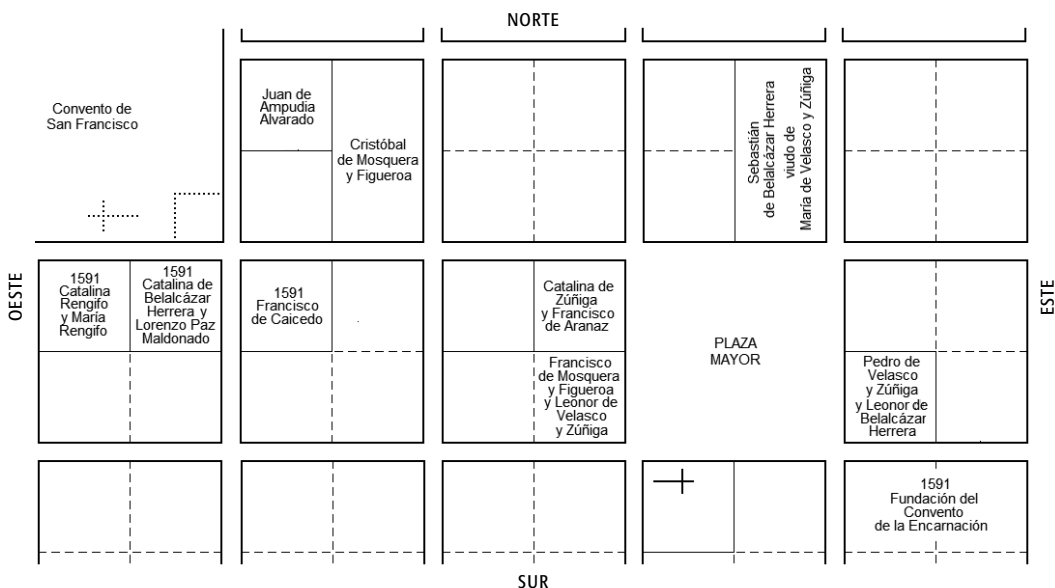 NORTE
Convento de
San Francisco
Juan de
Ampudia
Alvarado
Cristóbal
de Mosquera
y Figueroa
Sebastián
de Belalcázar Herrera
viudo de
María de Velasco y Zúñiga
OESTE
1591
Catalina
Rengifo
y María
Rengifo
1591
Catalina de
Belalcázar
Herrera y
Lorenzo Paz
Maldonado
1591
Francisco
de Caicedo
Catalina de
Zúñiga
y Francisco
de Aranaz
Francisco
de Mosquera
y Figueroa
y Leonor de
Velasco
y Zúñiga
PLAZA
MAYOR
Pedro de
Velasco
y Zúñiga
y Leonor de
Belalcázar
Herrera
ESTE
1591
Fundación del
Convento
de la Encarnación
SUR